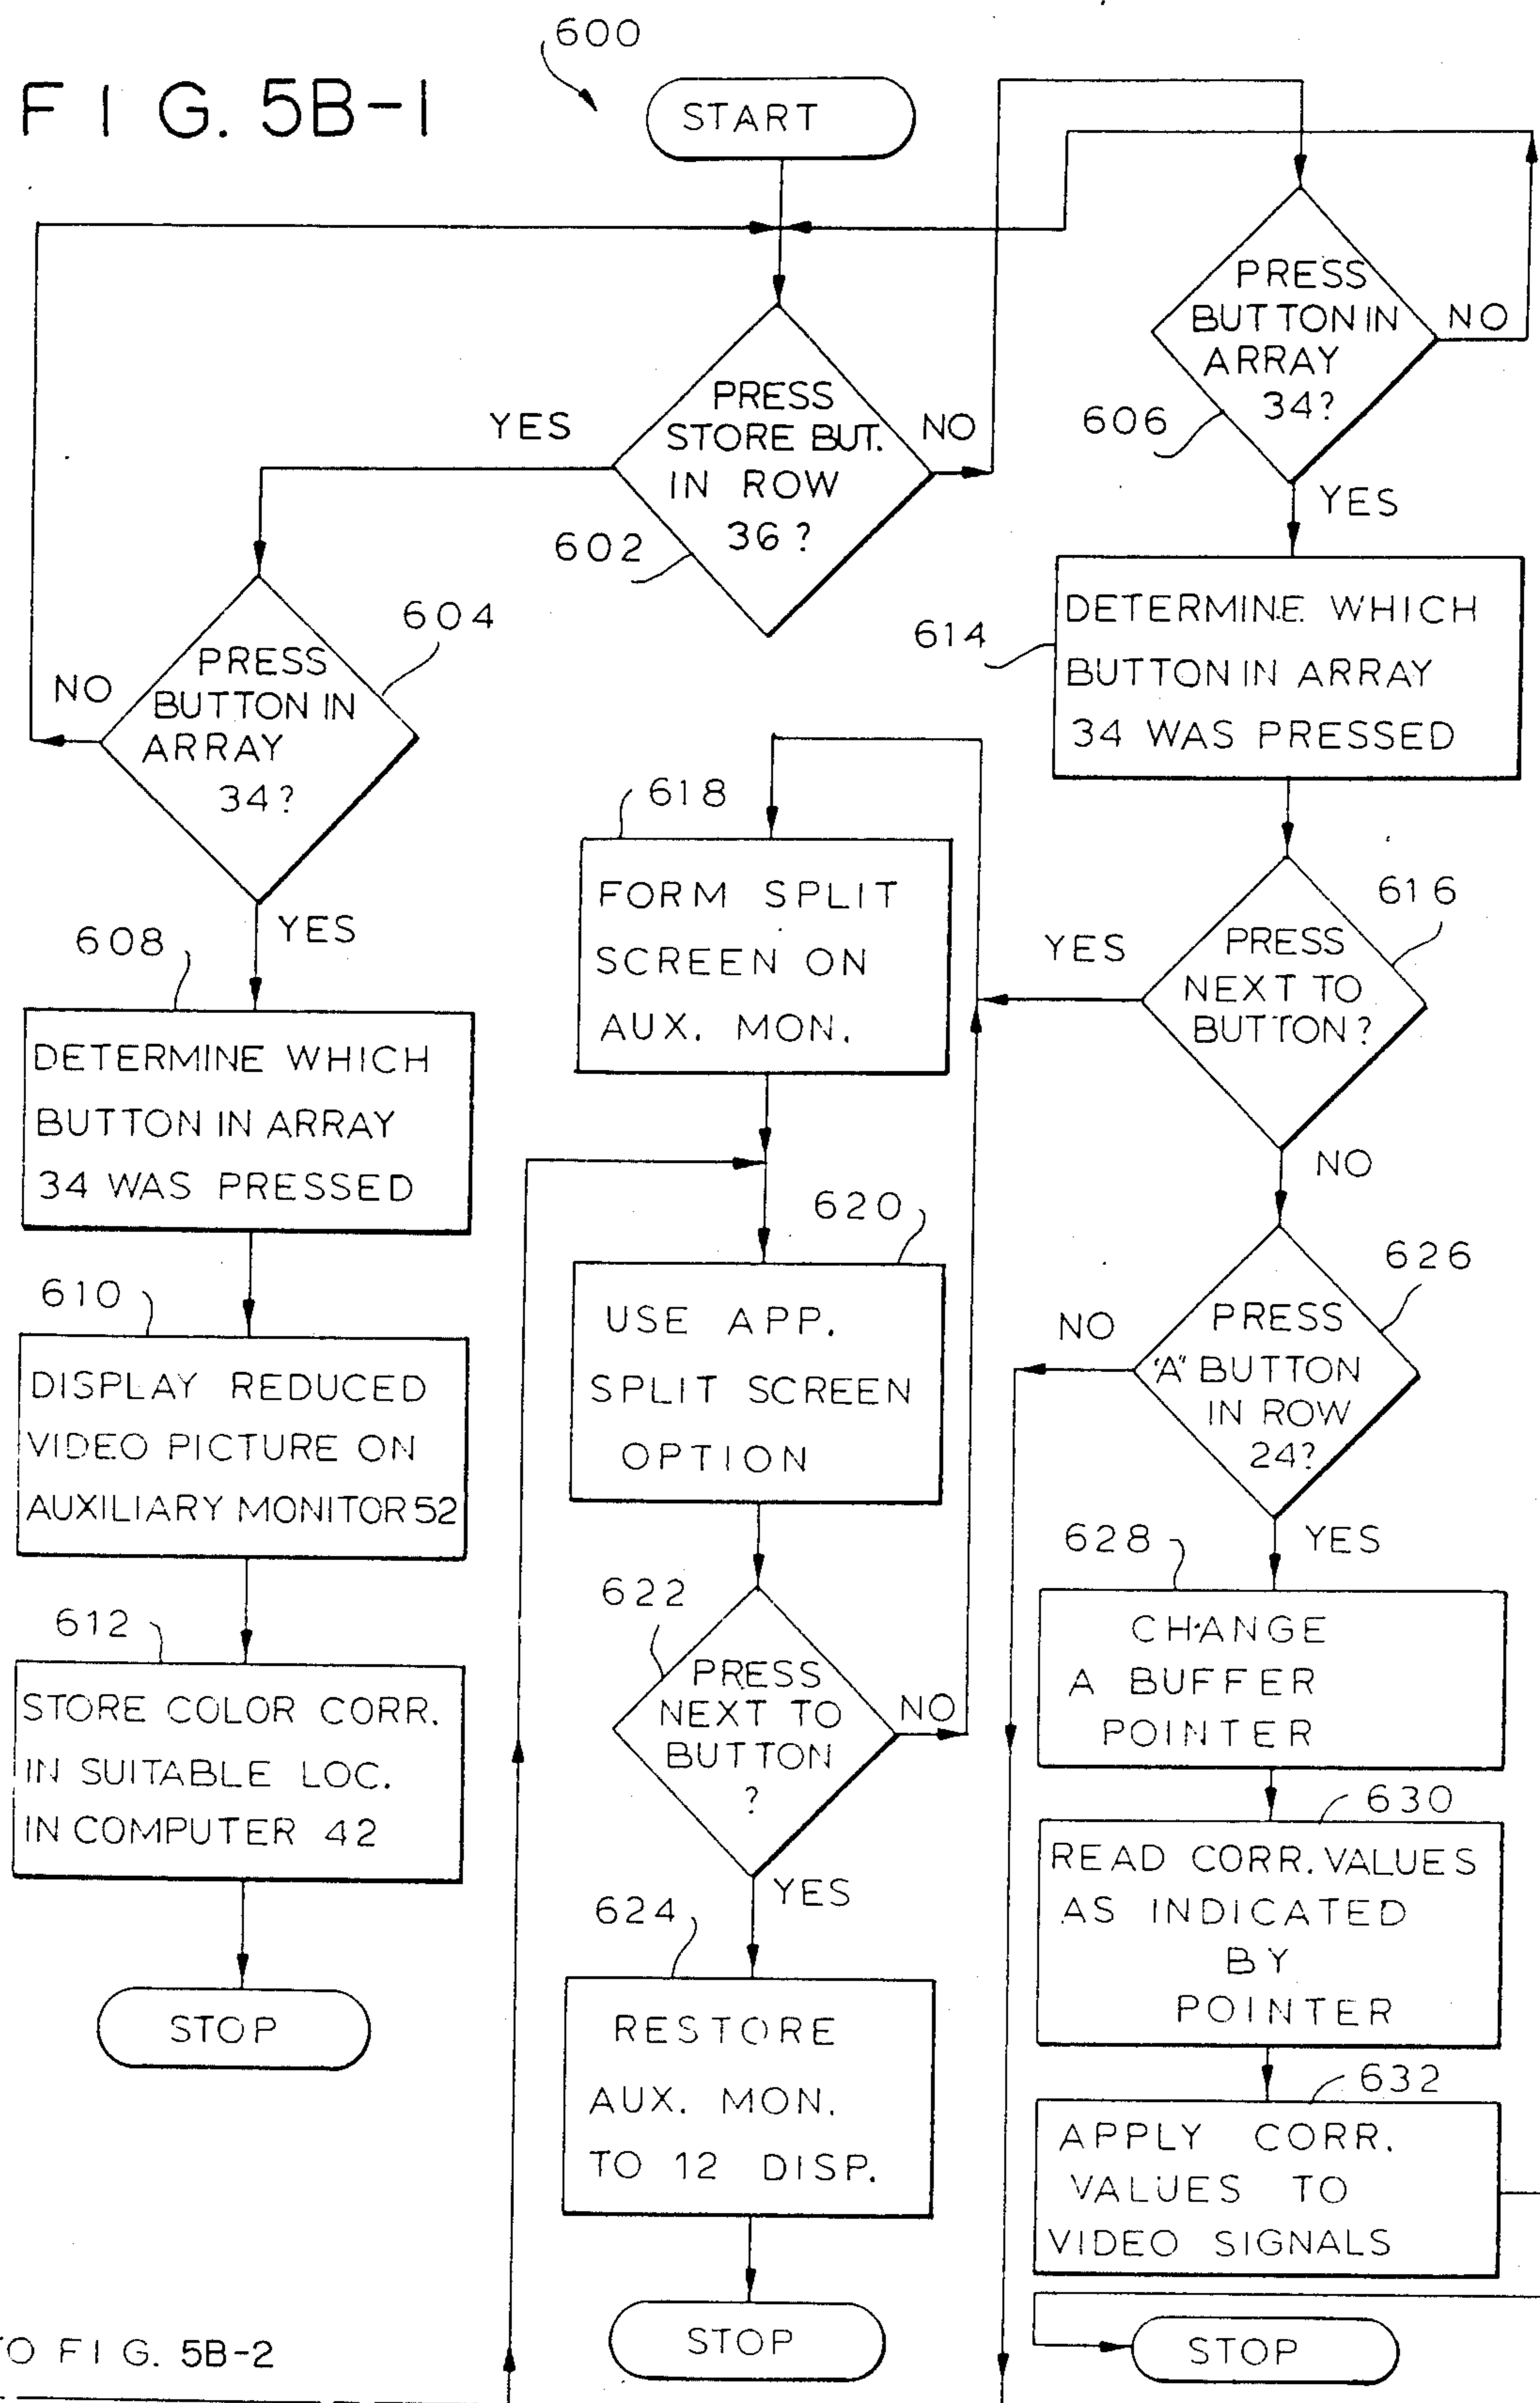 FIG. 5B-1
600
START
PRESS
STORE BUT.
IN ROW
36?
602
YES
NO
PRESS
BUTTON IN
ARRAY
34?
604
NO
YES
608
DETERMINE WHICH
BUTTON IN ARRAY
34 WAS PRESSED
610
DISPLAY REDUCED
VIDEO PICTURE ON
AUXILIARY MONITOR 52
612
STORE COLOR CORR.
IN SUITABLE LOC.
IN COMPUTER 42
STOP
618
FORM SPLIT
SCREEN ON
AUX. MON.
620
USE APP.
SPLIT SCREEN
OPTION
622
PRESS
NEXT TO
BUTTON
?
NO
YES
624
RESTORE
AUX. MON.
TO 12 DISP.
STOP
PRESS
BUTTON IN
ARRAY
34?
606
NO
YES
614
DETERMINE WHICH
BUTTON IN ARRAY
34 WAS PRESSED
616
PRESS
NEXT TO
BUTTON?
YES
NO
626
PRESS
"A" BUTTON
IN ROW
24?
NO
YES
628
CHANGE
A BUFFER
POINTER
630
READ CORR. VALUES
AS INDICATED
BY
POINTER
632
APPLY CORR.
VALUES TO
VIDEO SIGNALS
STOP
TO FIG. 5B-2